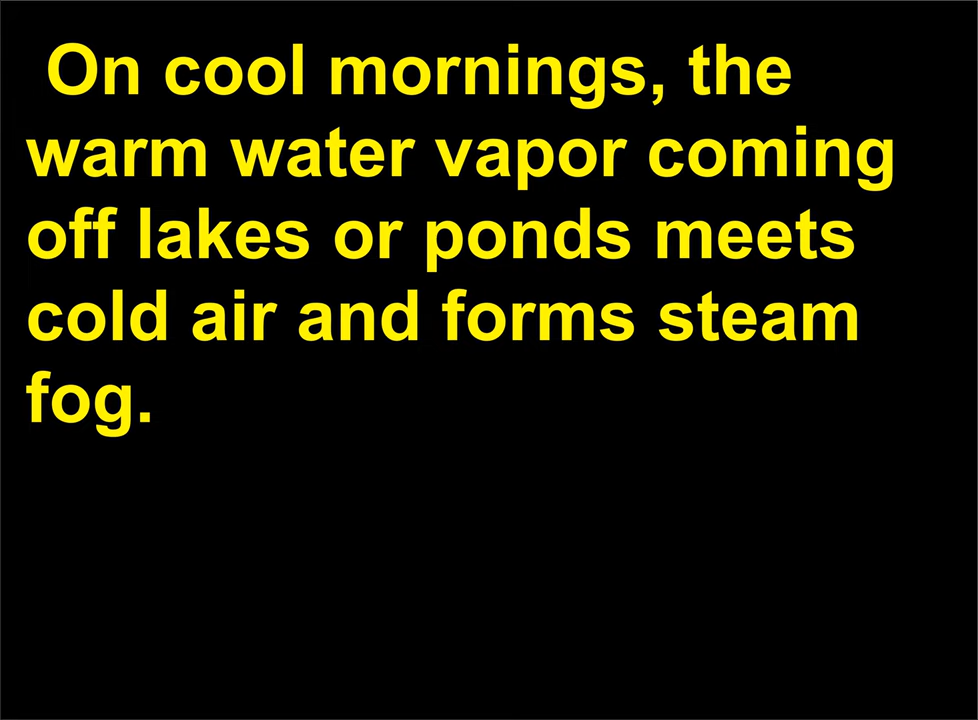 On cool mornings, the
warm water vapor coming
off lakes or ponds meets
cold air and forms steam
fog.